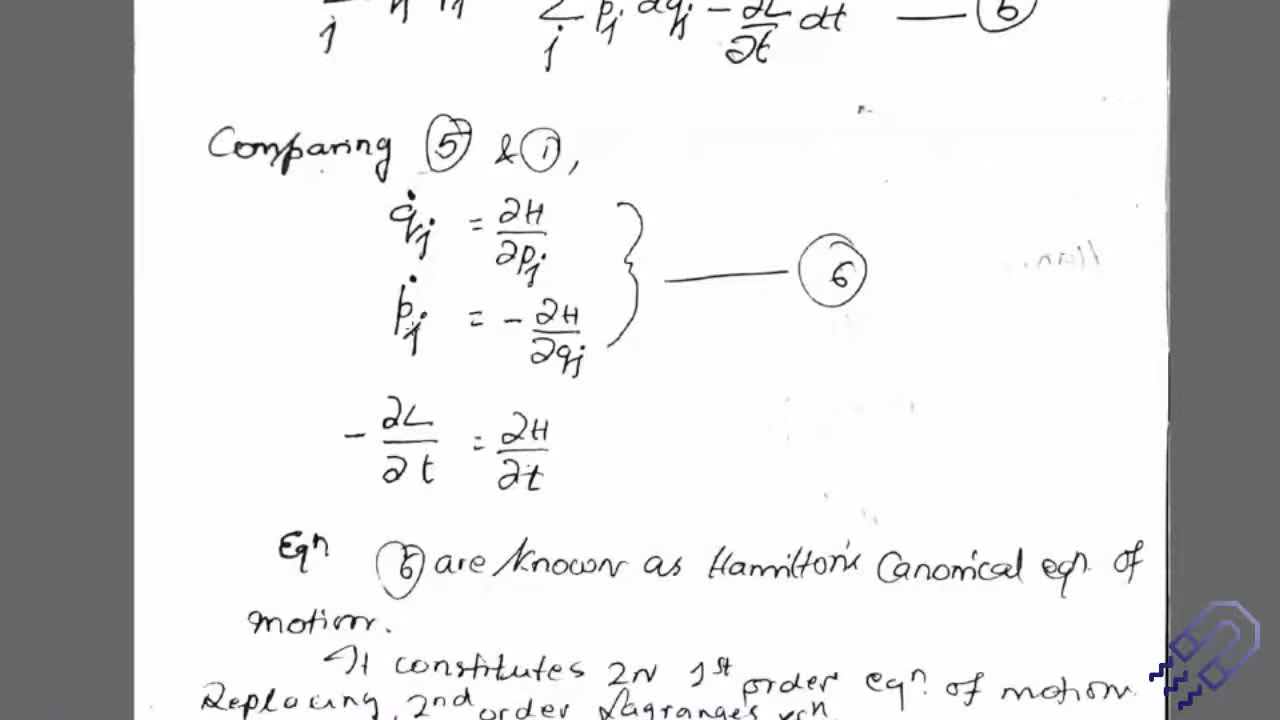 Σ_j p_j dq_j − ∂L/∂t dt —— (5)
Comparing (5) & (1),
q̇_j = ∂H/∂p_j
ṗ_j = − ∂H/∂q_j } —— (6)
− ∂L/∂t = ∂H/∂t
Eqn (6) are known as Hamilton's Canonical eqn. of
motion.
It constitutes 2N 1st order eqn. of motion
Replacing 2nd order Lagranges